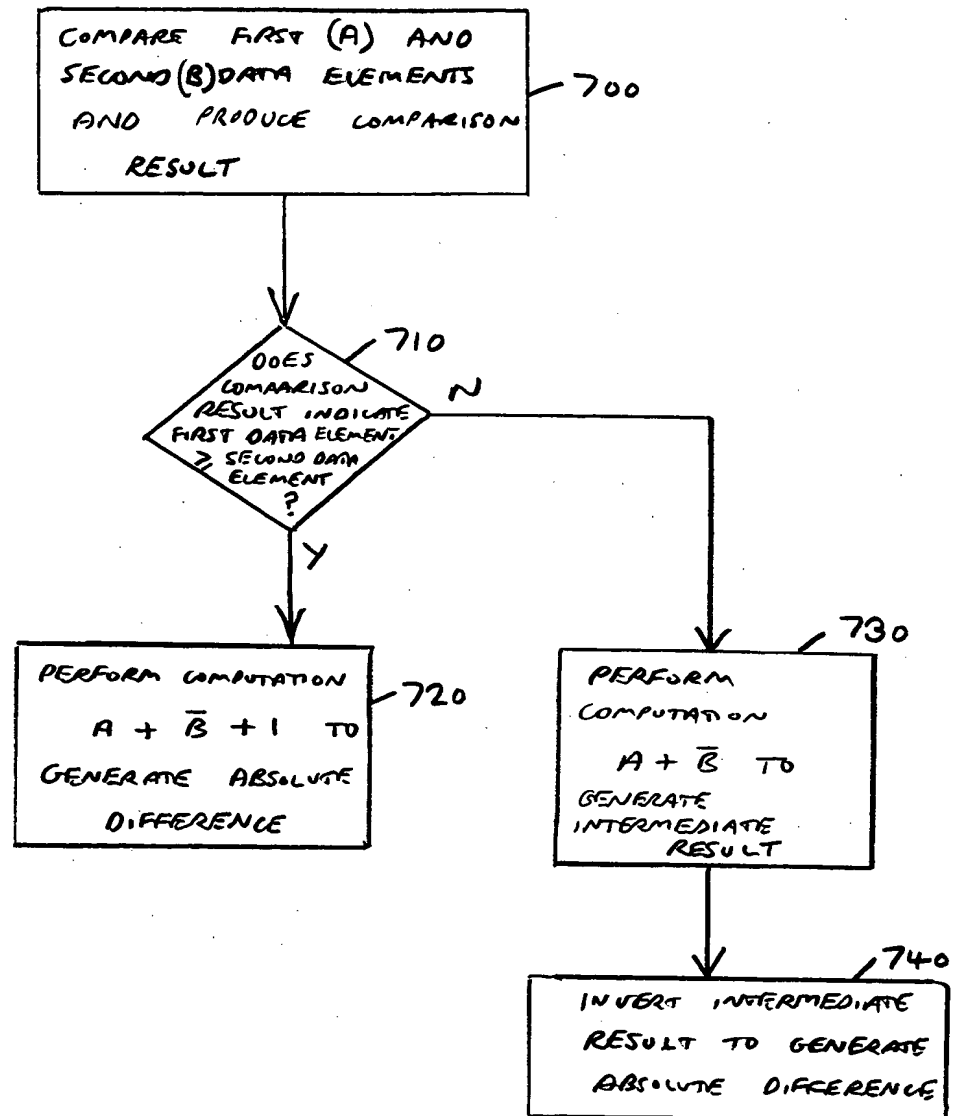 COMPARE FIRST (A) AND
SECOND (B) DATA ELEMENTS
AND PRODUCE COMPARISON
RESULT
700
710
DOES
COMAARISON
RESULT INDICATE
FIRST DATA ELEMENT
≥ SECOND DATA
ELEMENT
?
N
Y
PERFORM COMPUTATION
A + B̅ + 1 TO
GENERATE ABSOLUTE
DIFFERENCE
720
730
PERFORM
COMPUTATION
A + B̅ TO
GENERATE
INTERMEDIATE
RESULT
740
INVERT INTERMEDIATE
RESULT TO GENERATE
ABSOLUTE DIFFERENCE